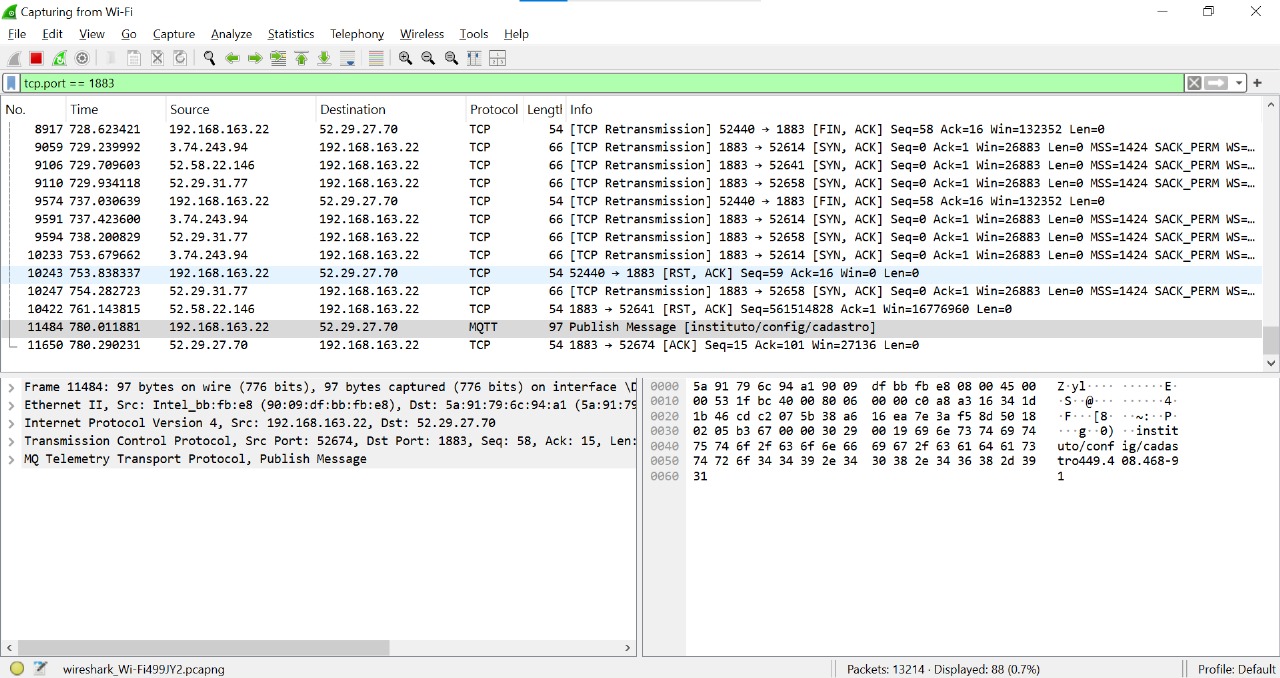 Capturing from Wi-Fi
File Edit View Go Capture Analyze Statistics Telephony Wireless Tools Help
tcp.port == 1883
No. Time Source Destination Protocol Length Info
8917 728.623421 192.168.163.22 52.29.27.70 TCP 54 [TCP Retransmission] 52440 → 1883 [FIN, ACK] Seq=58 Ack=16 Win=132352 Len=0
9059 729.239992 3.74.243.94 192.168.163.22 TCP 66 [TCP Retransmission] 1883 → 52614 [SYN, ACK] Seq=0 Ack=1 Win=26883 Len=0 MSS=1424 SACK_PERM WS=…
9106 729.709603 52.58.22.146 192.168.163.22 TCP 66 [TCP Retransmission] 1883 → 52641 [SYN, ACK] Seq=0 Ack=1 Win=26883 Len=0 MSS=1424 SACK_PERM WS=…
9110 729.934118 52.29.31.77 192.168.163.22 TCP 66 [TCP Retransmission] 1883 → 52658 [SYN, ACK] Seq=0 Ack=1 Win=26883 Len=0 MSS=1424 SACK_PERM WS=…
9574 737.030639 192.168.163.22 52.29.27.70 TCP 54 [TCP Retransmission] 52440 → 1883 [FIN, ACK] Seq=58 Ack=16 Win=132352 Len=0
9591 737.423600 3.74.243.94 192.168.163.22 TCP 66 [TCP Retransmission] 1883 → 52614 [SYN, ACK] Seq=0 Ack=1 Win=26883 Len=0 MSS=1424 SACK_PERM WS=…
9594 738.200829 52.29.31.77 192.168.163.22 TCP 66 [TCP Retransmission] 1883 → 52658 [SYN, ACK] Seq=0 Ack=1 Win=26883 Len=0 MSS=1424 SACK_PERM WS=…
10233 753.679662 3.74.243.94 192.168.163.22 TCP 66 [TCP Retransmission] 1883 → 52614 [SYN, ACK] Seq=0 Ack=1 Win=26883 Len=0 MSS=1424 SACK_PERM WS=…
10243 753.838337 192.168.163.22 52.29.27.70 TCP 54 52440 → 1883 [RST, ACK] Seq=59 Ack=16 Win=0 Len=0
10247 754.282723 52.29.31.77 192.168.163.22 TCP 66 [TCP Retransmission] 1883 → 52658 [SYN, ACK] Seq=0 Ack=1 Win=26883 Len=0 MSS=1424 SACK_PERM WS=…
10422 761.143815 52.58.22.146 192.168.163.22 TCP 54 1883 → 52641 [RST, ACK] Seq=561514828 Ack=1 Win=16776960 Len=0
11484 780.011881 192.168.163.22 52.29.27.70 MQTT 97 Publish Message [instituto/config/cadastro]
11650 780.290231 52.29.27.70 192.168.163.22 TCP 54 1883 → 52674 [ACK] Seq=15 Ack=101 Win=27136 Len=0
Frame 11484: 97 bytes on wire (776 bits), 97 bytes captured (776 bits) on interface \D
Ethernet II, Src: Intel_bb:fb:e8 (90:09:df:bb:fb:e8), Dst: 5a:91:79:6c:94:a1 (5a:91:79
Internet Protocol Version 4, Src: 192.168.163.22, Dst: 52.29.27.70
Transmission Control Protocol, Src Port: 52674, Dst Port: 1883, Seq: 58, Ack: 15, Len:
MQ Telemetry Transport Protocol, Publish Message
0000 5a 91 79 6c 94 a1 90 09 df bb fb e8 08 00 45 00 Z·yl···· ······E·
0010 00 53 1f bc 40 00 80 06 00 00 c0 a8 a3 16 34 1d ·S··@··· ······4·
0020 1b 46 cd c2 07 5b 38 a6 16 ea 7e 3a f5 8d 50 18 ·F···[8· ··~:··P·
0030 02 05 b3 67 00 00 30 29 00 19 69 6e 73 74 69 74 ···g··0) ··instit
0040 75 74 6f 2f 63 6f 6e 66 69 67 2f 63 61 64 61 73 uto/conf ig/cadas
0050 74 72 6f 34 34 39 2e 34 30 38 2e 34 36 38 2d 39 tro449.4 08.468-9
0060 31 1
wireshark_Wi-Fi499JY2.pcapng
Packets: 13214 · Displayed: 88 (0.7%)
Profile: Default